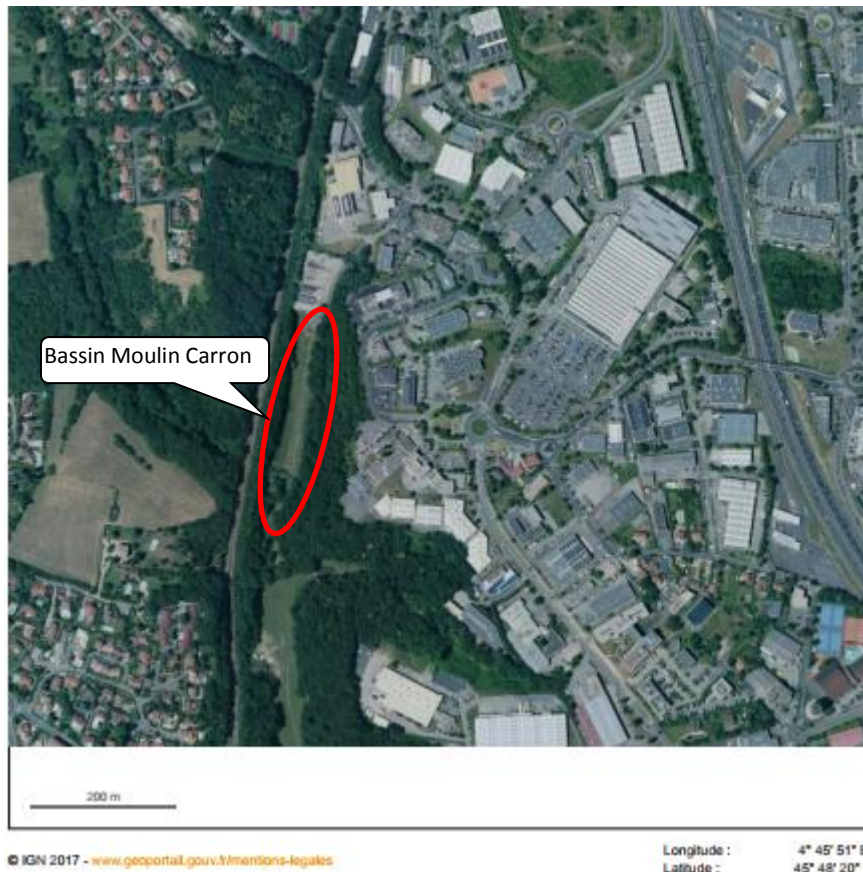 Bassin Moulin Carron
200 m
© IGN 2017 - www.geoportail.gouv.fr/mentions-legales
Longitude : 4° 45' 51" E
Latitude : 45° 48' 20"